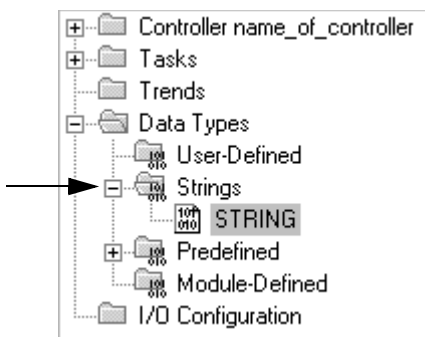 Controller name_of_controller
Tasks
Trends
Data Types
User-Defined
Strings
STRING
Predefined
Module-Defined
I/O Configuration